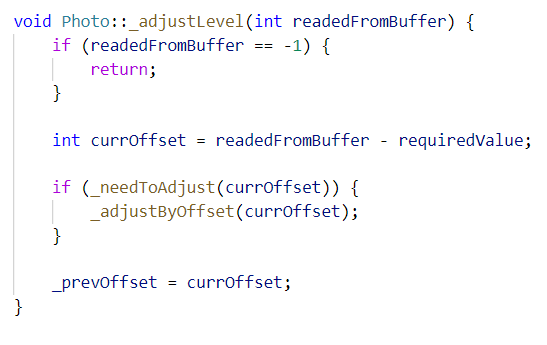 void Photo::_adjustLevel(int readedFromBuffer) {
    if (readedFromBuffer == -1) {
        return;
    }

    int currOffset = readedFromBuffer - requiredValue;

    if (_needToAdjust(currOffset)) {
        _adjustByOffset(currOffset);
    }

    _prevOffset = currOffset;
}